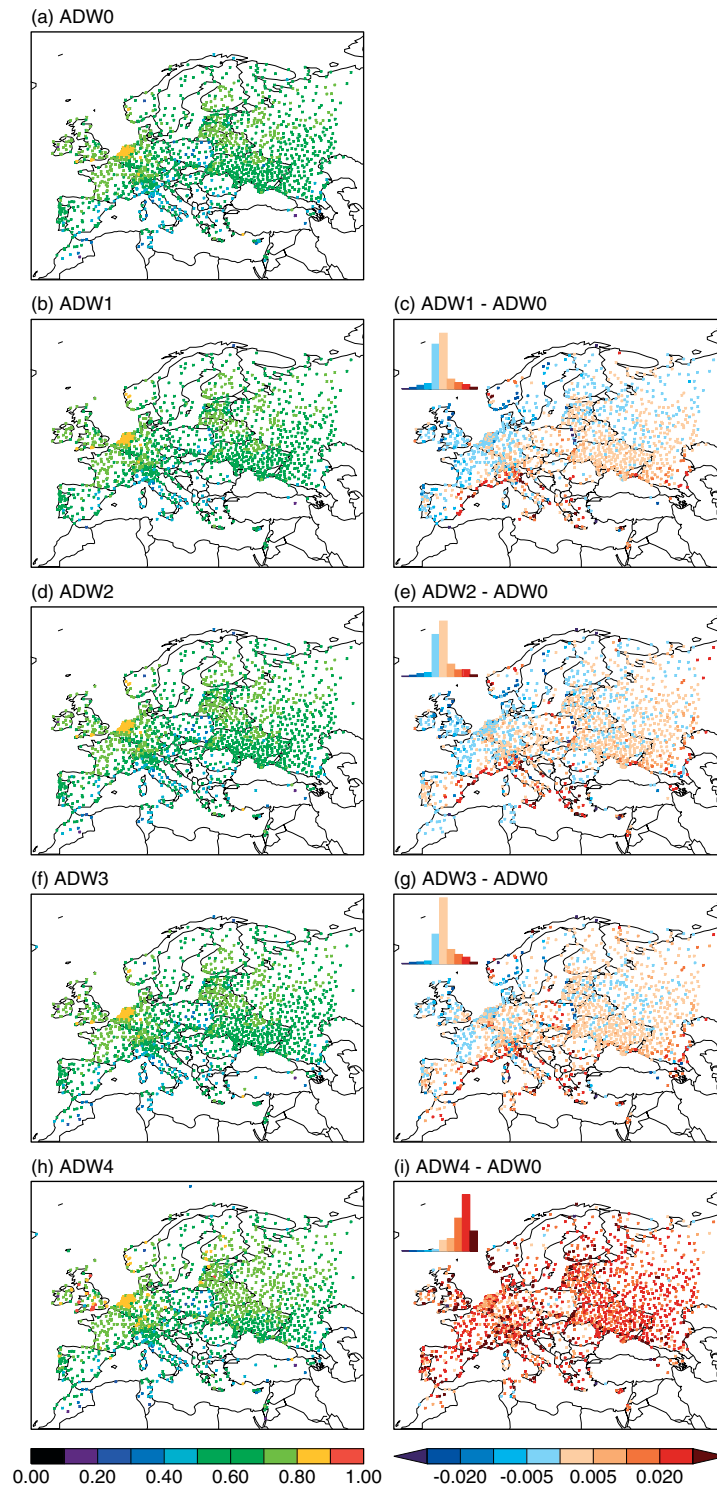 (a) ADW0
(b) ADW1
(c) ADW1 - ADW0
(d) ADW2
(e) ADW2 - ADW0
(f) ADW3
(g) ADW3 - ADW0
(h) ADW4
(i) ADW4 - ADW0
0.00 0.20 0.40 0.60 0.80 1.00
-0.020 -0.005 0.005 0.020